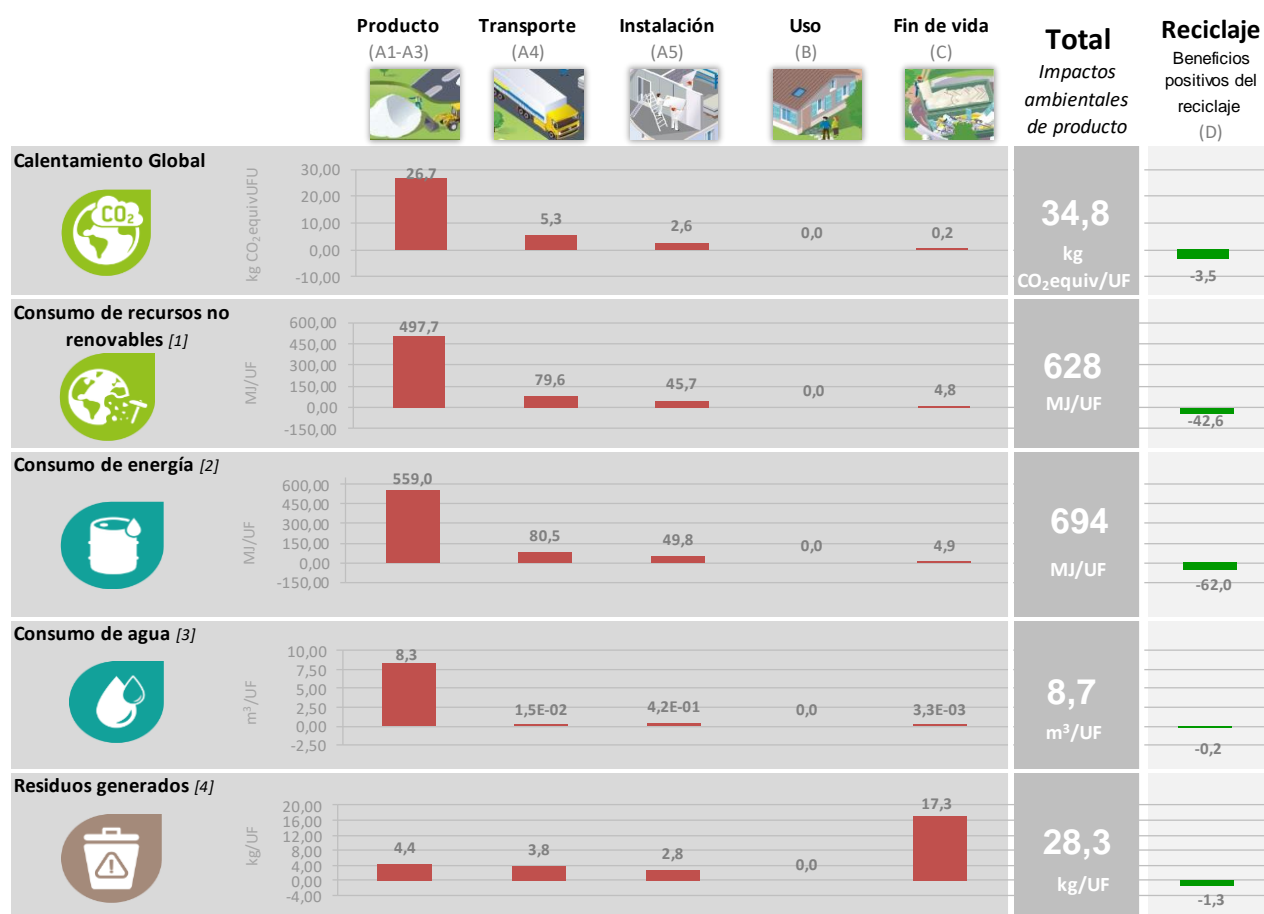 Producto
(A1-A3)
Transporte
(A4)
Instalación
(A5)
Uso
(B)
Fin de vida
(C)
Total
Impactos
ambientales
de producto
Reciclaje
Beneficios
positivos del
reciclaje
(D)
Calentamiento Global
CO₂
kg CO₂equivUFU
30,00
20,00
10,00
0,00
-10,00
26,7
5,3
2,6
0,0
0,2
34,8
kg
CO₂equiv/UF
-3,5
Consumo de recursos no
renovables [1]
MJ/UF
600,00
450,00
300,00
150,00
0,00
-150,00
497,7
79,6
45,7
0,0
4,8
628
MJ/UF
-42,6
Consumo de energía [2]
MJ/UF
600,00
450,00
300,00
150,00
0,00
-150,00
559,0
80,5
49,8
0,0
4,9
694
MJ/UF
-62,0
Consumo de agua [3]
m³/UF
10,00
7,50
5,00
2,50
0,00
-2,50
8,3
1,5E-02
4,2E-01
0,0
3,3E-03
8,7
m³/UF
-0,2
Residuos generados [4]
kg/UF
20,00
16,00
12,00
8,00
4,00
0,00
-4,00
4,4
3,8
2,8
0,0
17,3
28,3
kg/UF
-1,3